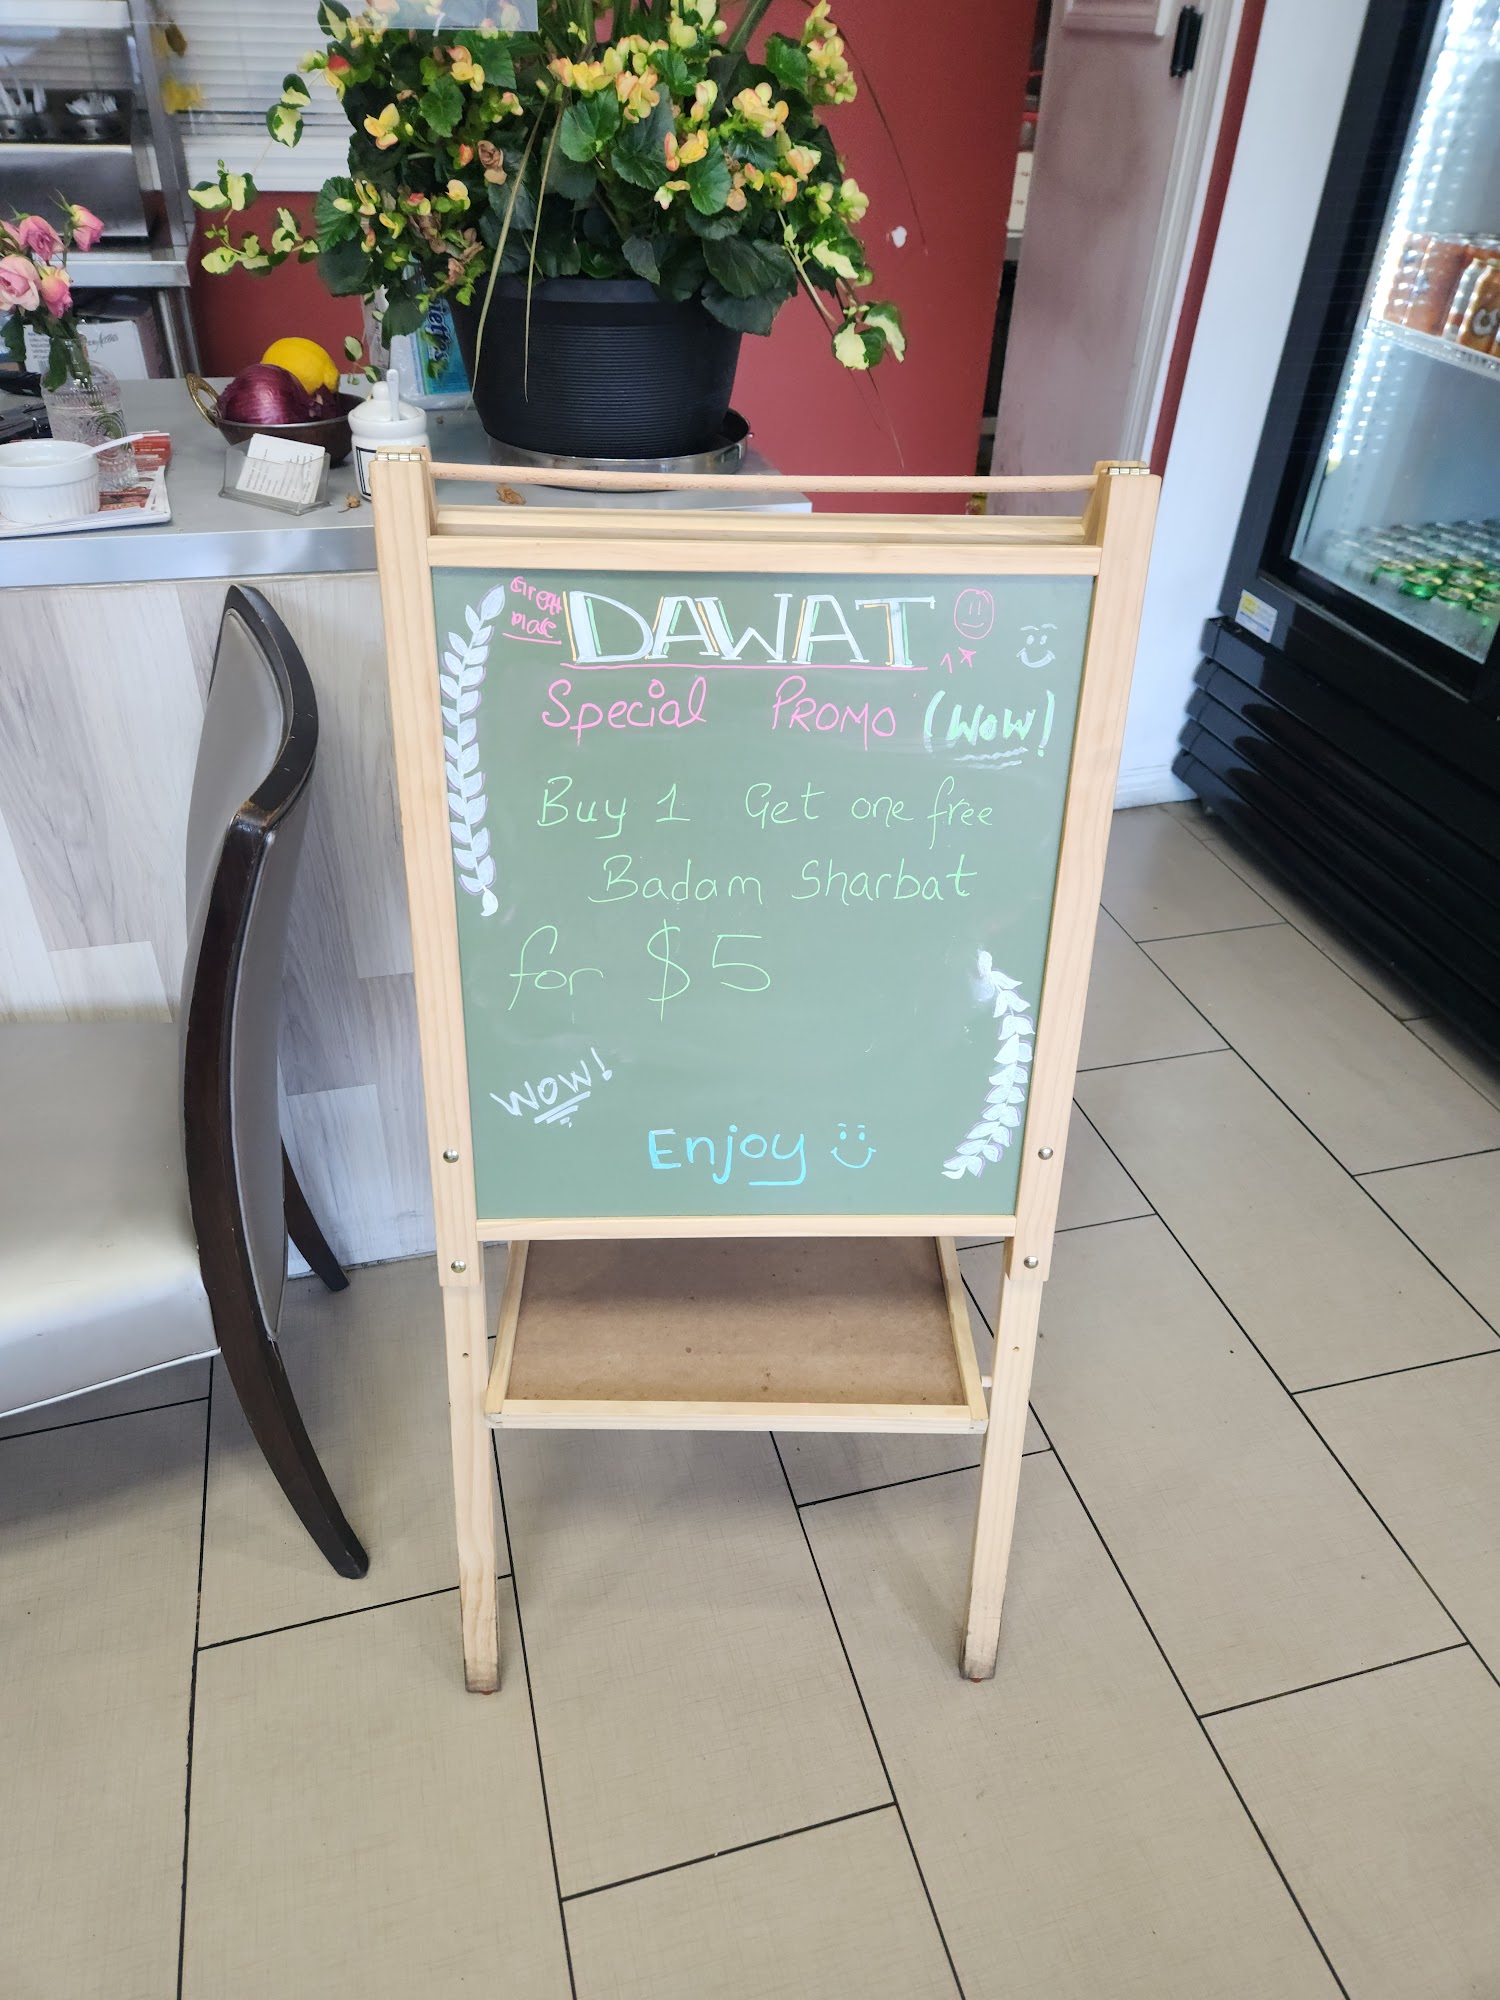 Great
place
DAWAT
Special PROMO (WOW!
Buy 1 Get one free
Badam Sharbat
for $5
WOW!
Enjoy